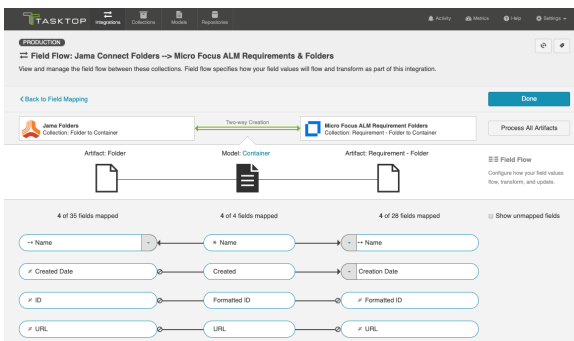 TASKTOP
Integrations
Collections
Models
Repositories
Activity
Metrics
Help
Settings
PRODUCTION
Field Flow: Jama Connect Folders --> Micro Focus ALM Requirements & Folders
View and manage the field flow between these collections. Field flow specifies how your field values will flow and transform as part of this integration.
Back to Field Mapping
Done
Jama Folders
Collection: Folder to Container
Two-way Creation
Micro Focus ALM Requirement Folders
Collection: Requirement - Folder to Container
Process All Artifacts
Artifact: Folder
Model: Container
Artifact: Requirement - Folder
Field Flow
Configure how your field values
flow, transform, and update.
4 of 35 fields mapped
4 of 4 fields mapped
4 of 28 fields mapped
Show unmapped fields
Name
* Name
Name
Created Date
Created
Creation Date
ID
Formatted ID
Formatted ID
URL
URL
URL